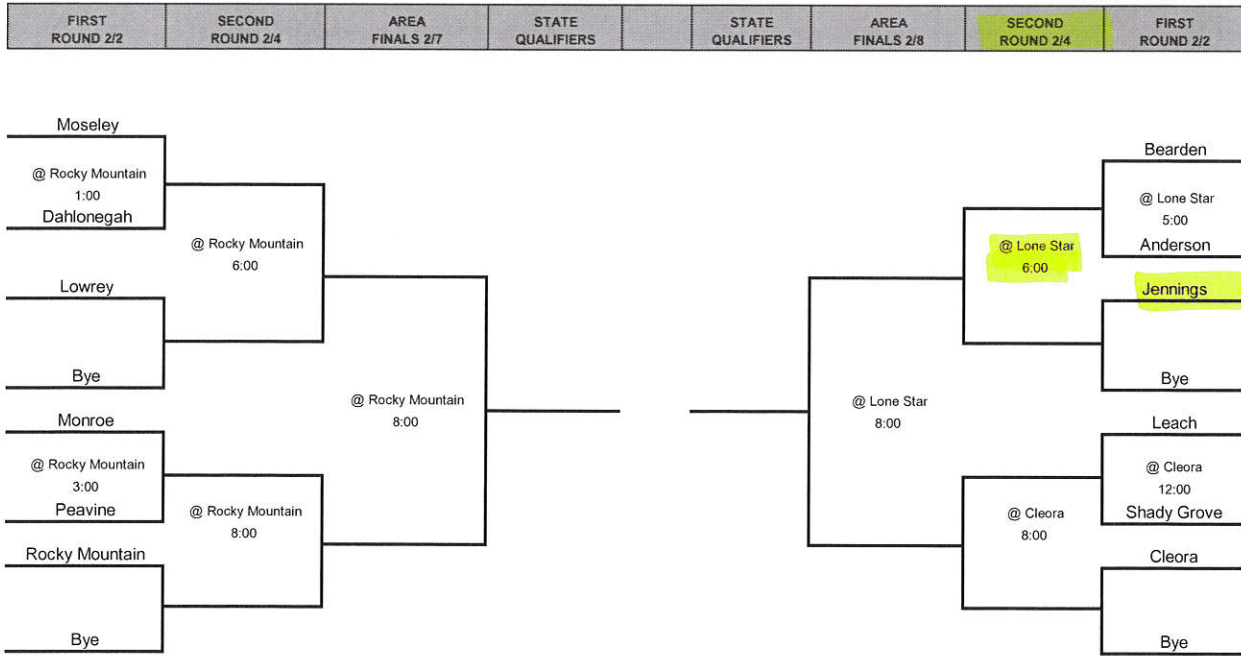 FIRST
ROUND 2/2
SECOND
ROUND 2/4
AREA
FINALS 2/7
STATE
QUALIFIERS
STATE
QUALIFIERS
AREA
FINALS 2/8
SECOND
ROUND 2/4
FIRST
ROUND 2/2
Moseley
@ Rocky Mountain
1:00
Dahlonegah
@ Rocky Mountain
6:00
Lowrey
Bye
@ Rocky Mountain
8:00
Monroe
@ Rocky Mountain
3:00
Peavine
@ Rocky Mountain
8:00
Rocky Mountain
Bye
Bearden
@ Lone Star
5:00
Anderson
@ Lone Star
6:00
Jennings
Bye
@ Lone Star
8:00
Leach
@ Cleora
12:00
Shady Grove
@ Cleora
8:00
Cleora
Bye